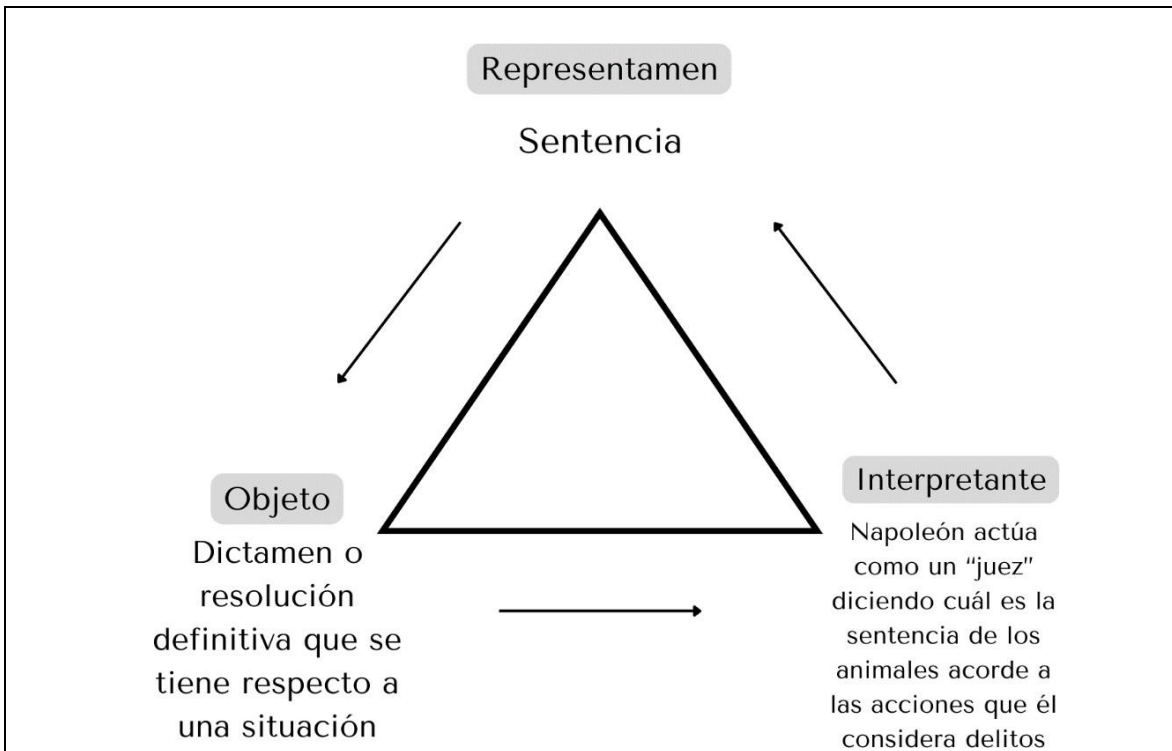 Representamen
Sentencia
Objeto
Dictamen o
resolución
definitiva que se
tiene respecto a
una situación
Interpretante
Napoleón actúa
como un “juez”
diciendo cuál es la
sentencia de los
animales acorde a
las acciones que él
considera delitos